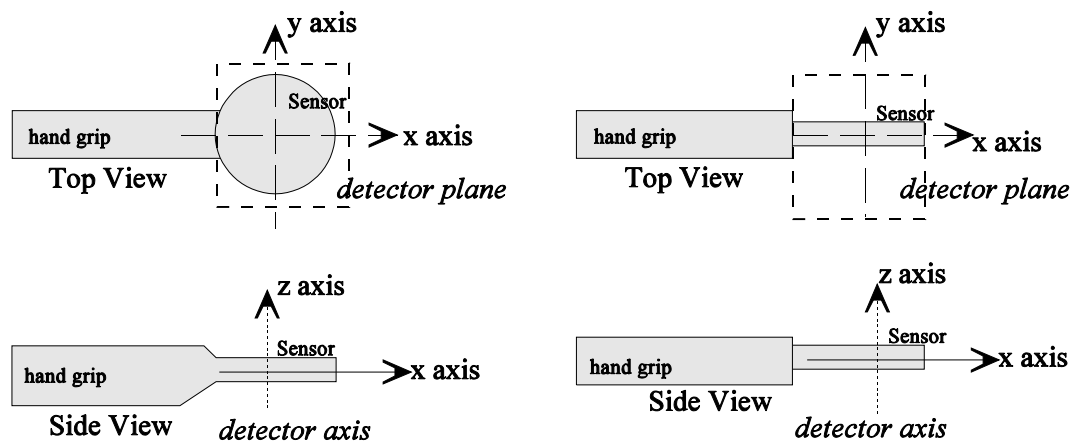 y axis
Sensor
hand grip
x axis
Top View
detector plane
z axis
Sensor
hand grip
x axis
Side View
detector axis
y axis
Sensor
hand grip
x axis
Top View
detector plane
z axis
Sensor
hand grip
x axis
Side View
detector axis